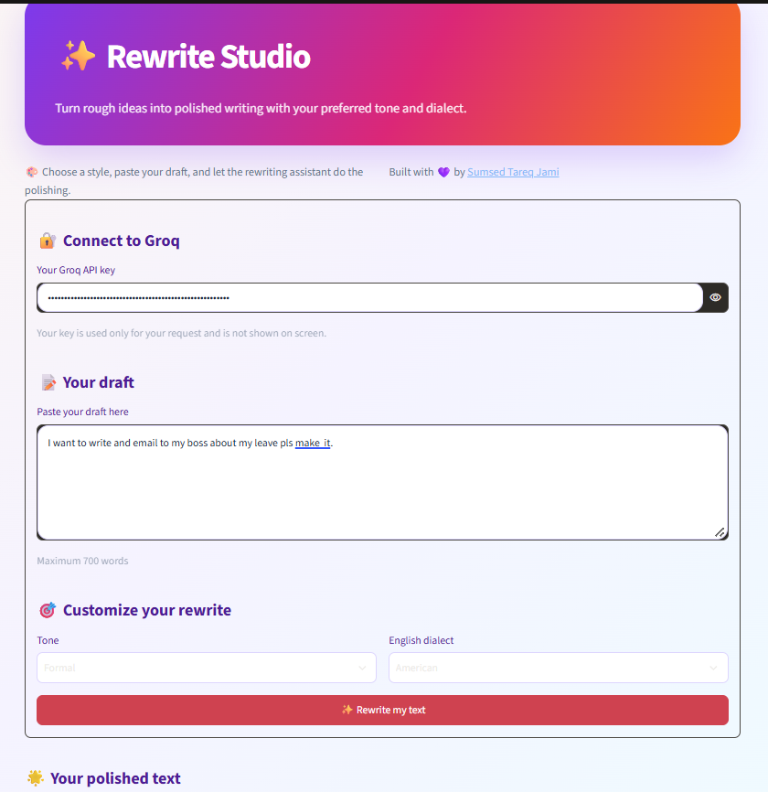 ✨ Rewrite Studio
Turn rough ideas into polished writing with your preferred tone and dialect.
Choose a style, paste your draft, and let the rewriting assistant do the
polishing.
Built with 💜 by Sumsed Tareq Jami
🔐 Connect to Groq
Your Groq API key
Your key is used only for your request and is not shown on screen.
📝 Your draft
Paste your draft here
I want to write and email to my boss about my leave pls make it.
Maximum 700 words
🎯 Customize your rewrite
Tone
English dialect
Formal
American
✨ Rewrite my text
🌟 Your polished text